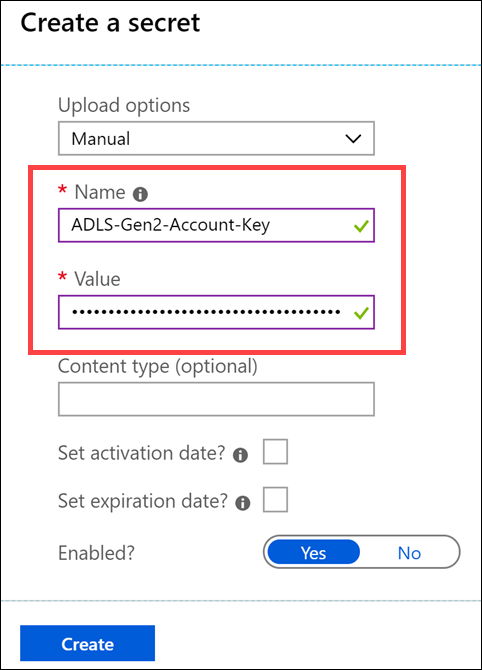 Create a secret
Upload options
Manual
* Name
ADLS-Gen2-Account-Key
* Value
•••••••••••••••••••••••••••••••••••••
Content type (optional)
Set activation date?
Set expiration date?
Enabled?
Yes No
Create